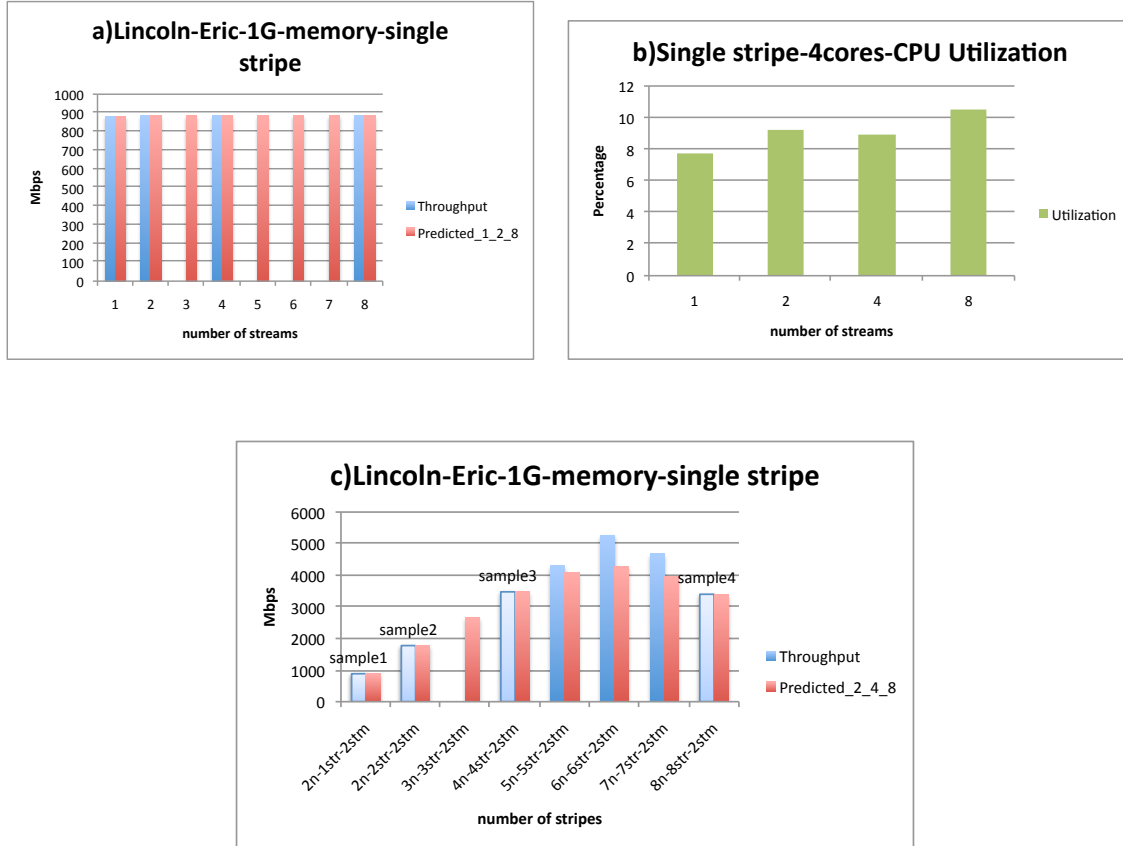 a)Lincoln-Eric-1G-memory-single
stripe
1000
900
800
700
600
500
400
300
200
100
0
Mbps
1 2 3 4 5 6 7 8
number of streams
Throughput
Predicted_1_2_8
b)Single stripe-4cores-CPU Utilization
12
10
8
6
4
2
0
Percentage
1 2 4 8
number of streams
Utilization
c)Lincoln-Eric-1G-memory-single stripe
6000
5000
4000
3000
2000
1000
0
Mbps
sample1
sample2
sample3
sample4
2n-1str-2stm
2n-2str-2stm
3n-3str-2stm
4n-4str-2stm
5n-5str-2stm
6n-6str-2stm
7n-7str-2stm
8n-8str-2stm
number of stripes
Throughput
Predicted_2_4_8